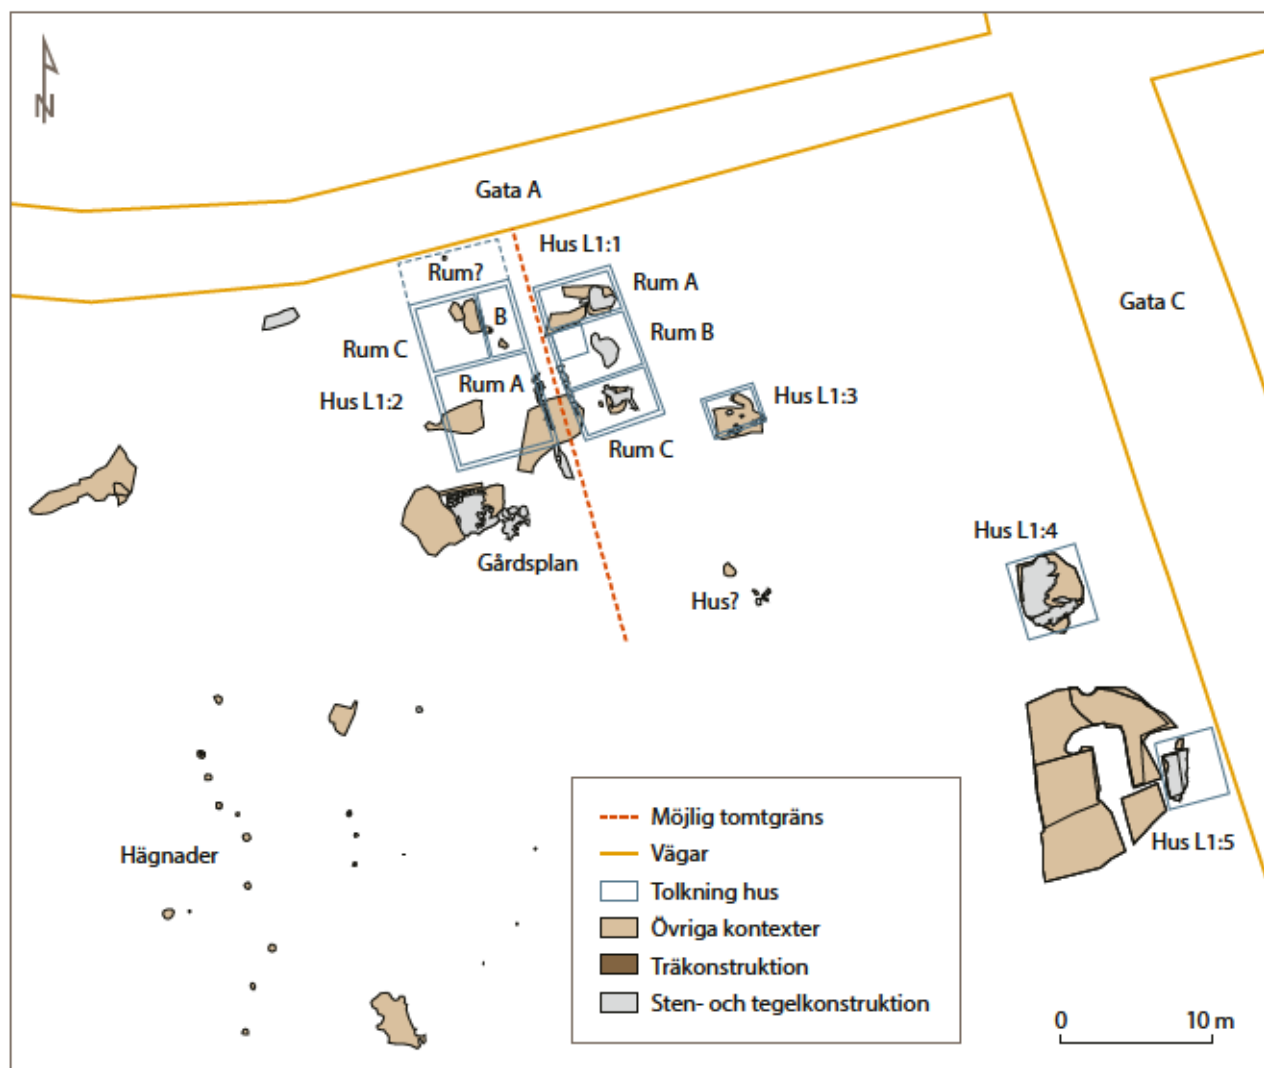 N
Gata A
Hus L1:1
Rum?
Rum A
Gata C
B
Rum B
Rum C
Rum A
Hus L1:2
Hus L1:3
Rum C
Hus L1:4
Gårdsplan
Hus?
Hägnader
Hus L1:5
Möjlig tomtgräns
Vägar
Tolkning hus
Övriga kontexter
Träkonstruktion
Sten- och tegelkonstruktion
0 10 m